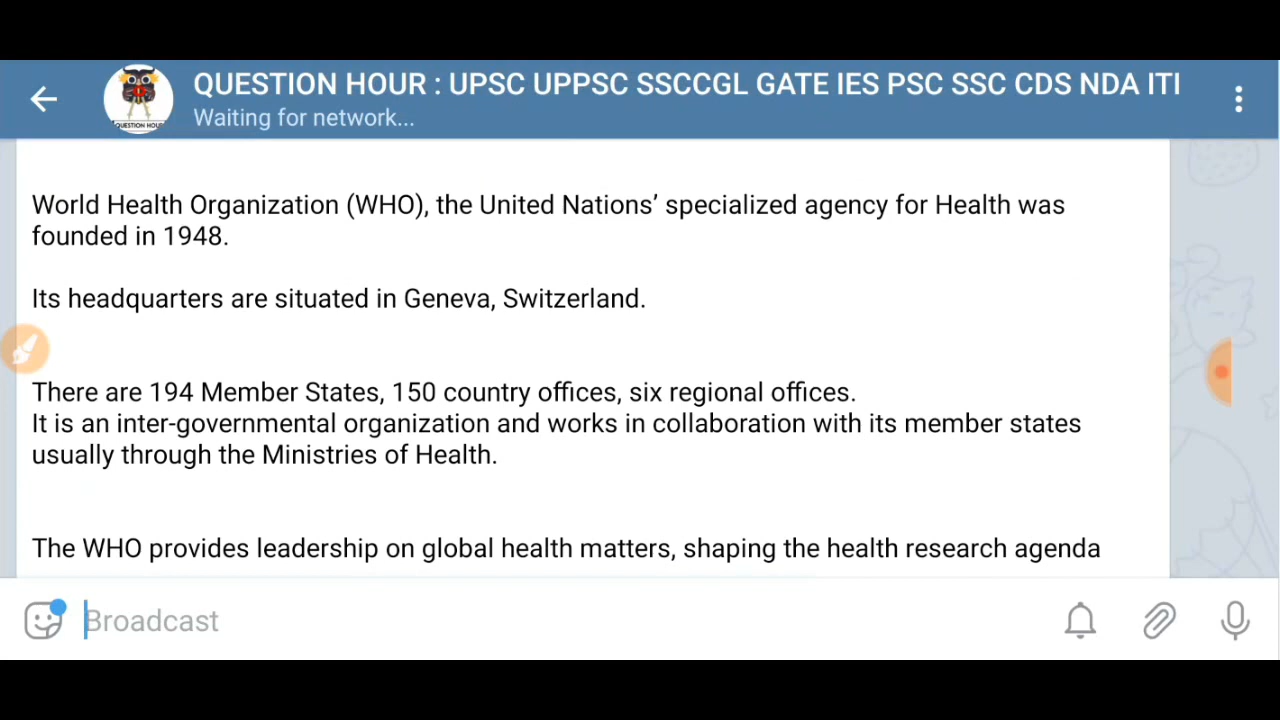 QUESTION HOUR : UPSC UPPSC SSCCGL GATE IES PSC SSC CDS NDA ITI
Waiting for network...
QUESTION HOUR
World Health Organization (WHO), the United Nations’ specialized agency for Health was
founded in 1948.
Its headquarters are situated in Geneva, Switzerland.
There are 194 Member States, 150 country offices, six regional offices.
It is an inter-governmental organization and works in collaboration with its member states
usually through the Ministries of Health.
The WHO provides leadership on global health matters, shaping the health research agenda
Broadcast